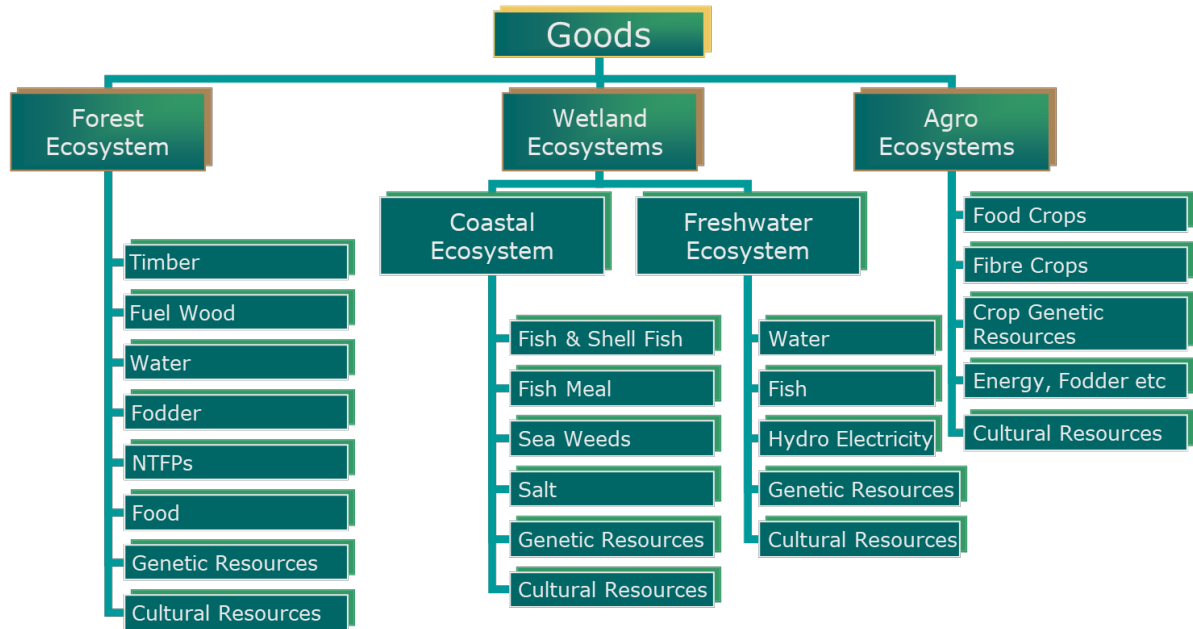 Goods
Forest
Ecosystem
Wetland
Ecosystems
Agro
Ecosystems
Timber
Fuel Wood
Water
Fodder
NTFPs
Food
Genetic Resources
Cultural Resources
Coastal
Ecosystem
Fish & Shell Fish
Fish Meal
Sea Weeds
Salt
Genetic Resources
Cultural Resources
Freshwater
Ecosystem
Water
Fish
Hydro Electricity
Genetic Resources
Cultural Resources
Food Crops
Fibre Crops
Crop Genetic
Resources
Energy, Fodder etc
Cultural Resources